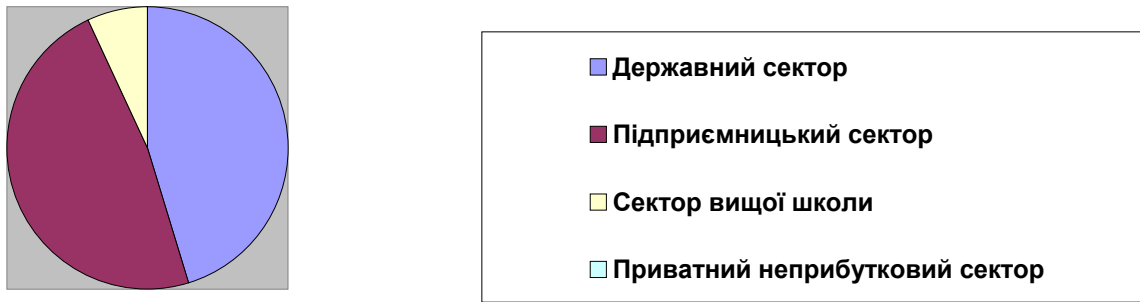 Державний сектор
Підприємницький сектор
Сектор вищої школи
Приватний неприбутковий сектор